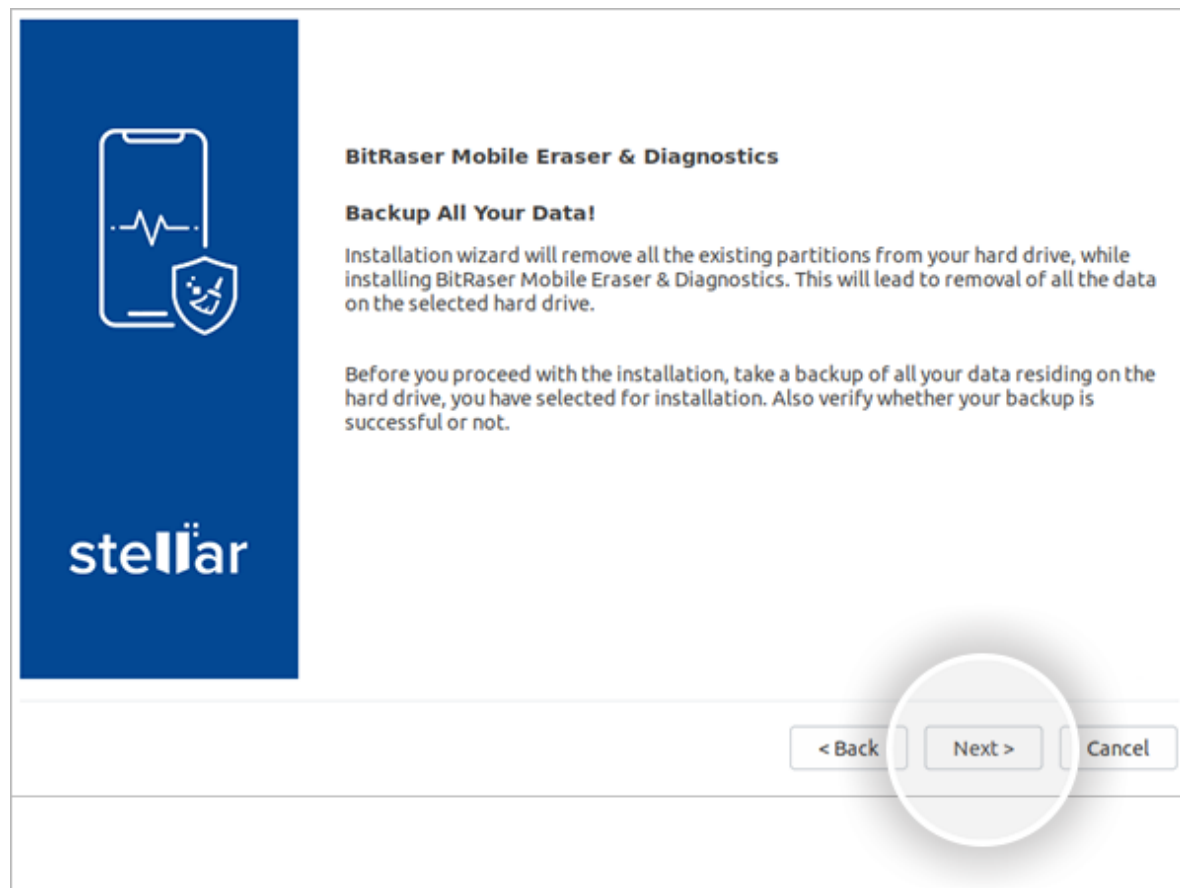 BitRaser Mobile Eraser & Diagnostics
Backup All Your Data!
Installation wizard will remove all the existing partitions from your hard drive, while
installing BitRaser Mobile Eraser & Diagnostics. This will lead to removal of all the data
on the selected hard drive.
Before you proceed with the installation, take a backup of all your data residing on the
hard drive, you have selected for installation. Also verify whether your backup is
successful or not.
stellar
< Back Next > Cancel